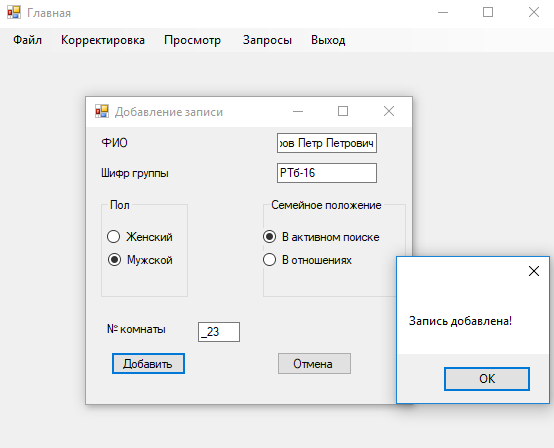 Главная
Файл Корректировка Просмотр Запросы Выход
Добавление записи
ФИО
ров Петр Петрович
Шифр группы
РТб-16
Пол
Семейное положение
Женский
В активном поиске
Мужской
В отношениях
Запись добавлена!
№ комнаты
_23
Добавить
Отмена
OK